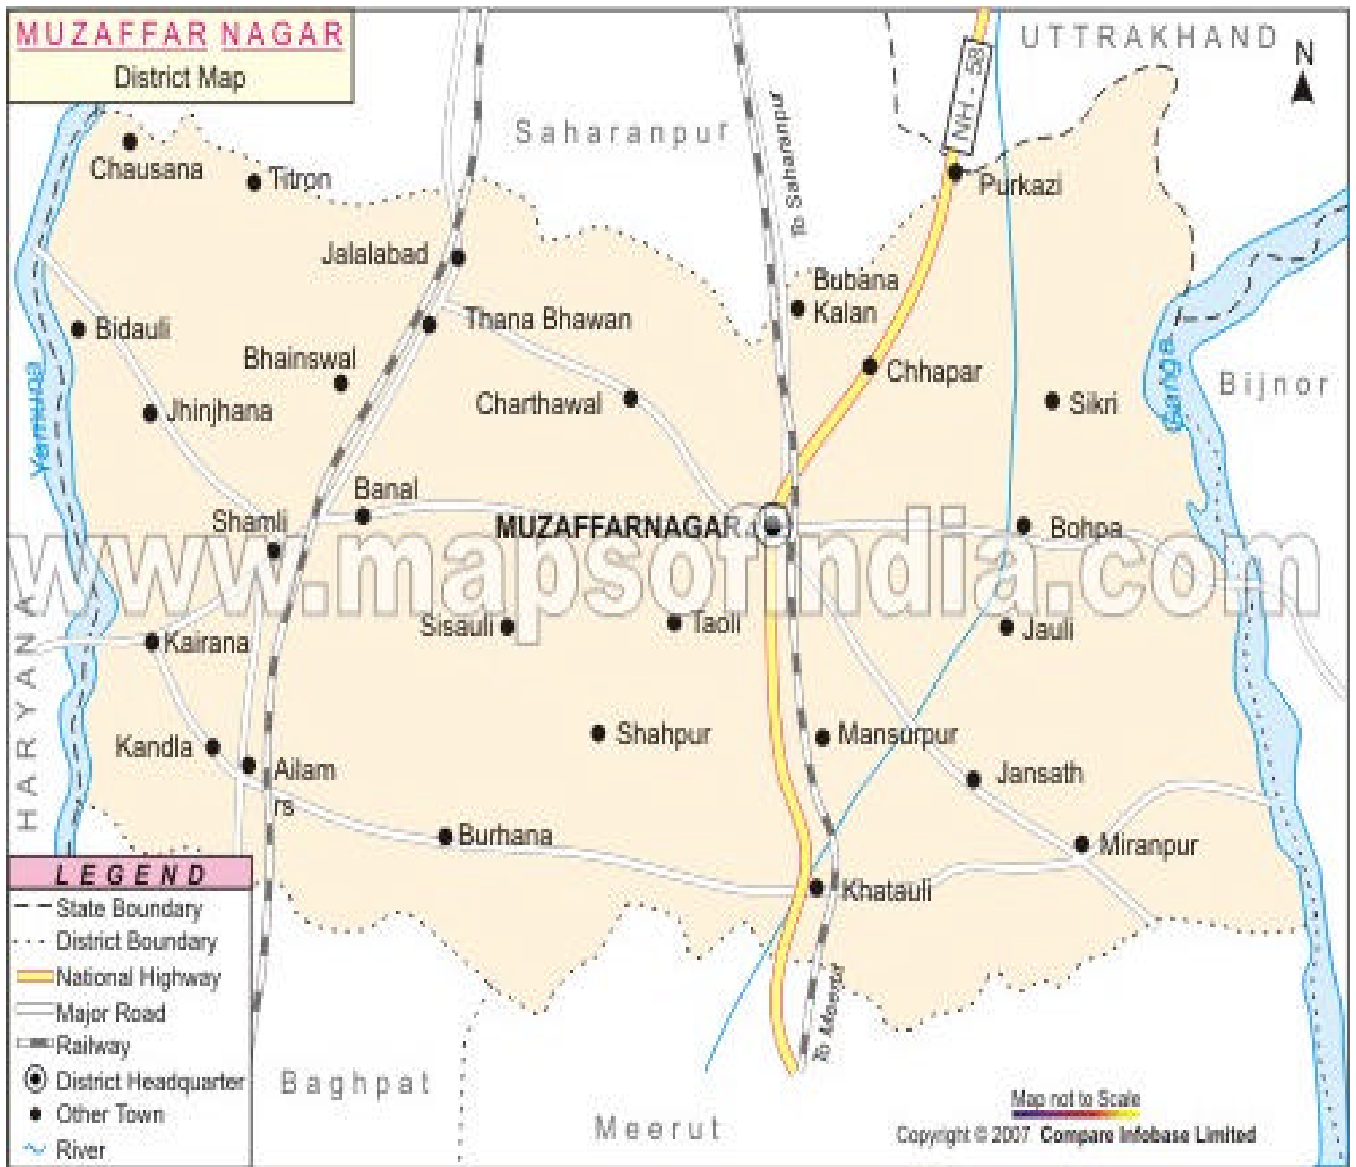 MUZAFFAR NAGAR
District Map
UTTRAKHAND
N
NH - 58
Saharanpur
To Saharanpur
Chausana
Titron
Purkazi
Jalalabad
Bubana
Kalan
Bidauli
Thana Bhawan
Bhainswal
Chhapar
Bijnor
Yamuna
Ganga
Jhinjhana
Charthawal
Sikri
Banal
Shamli
MUZAFFARNAGAR
Bohpa
www.mapsofindia.com
HARYANA
Kairana
Sisauli
Taoli
Jauli
Kandla
Shahpur
Mansurpur
Ailam
rs
Jansath
Burhana
Miranpur
Khatauli
To Meerut
LEGEND
State Boundary
District Boundary
National Highway
Major Road
Railway
District Headquarter
Other Town
River
Baghpat
Meerut
Map not to Scale
Copyright © 2007 Compare Infobase Limited